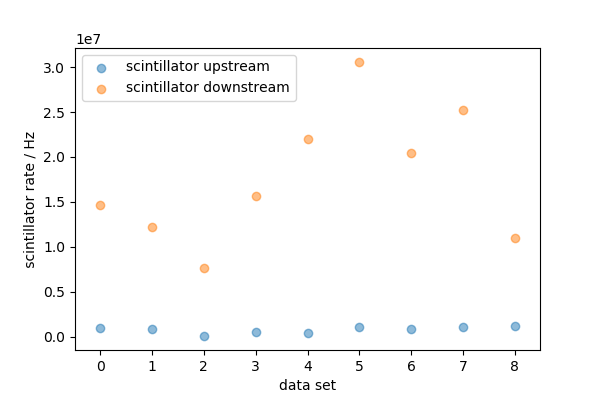 1e7
scintillator upstream
scintillator downstream
3.0
2.5
2.0
1.5
1.0
0.5
0.0
scintillator rate / Hz
0 1 2 3 4 5 6 7 8
data set